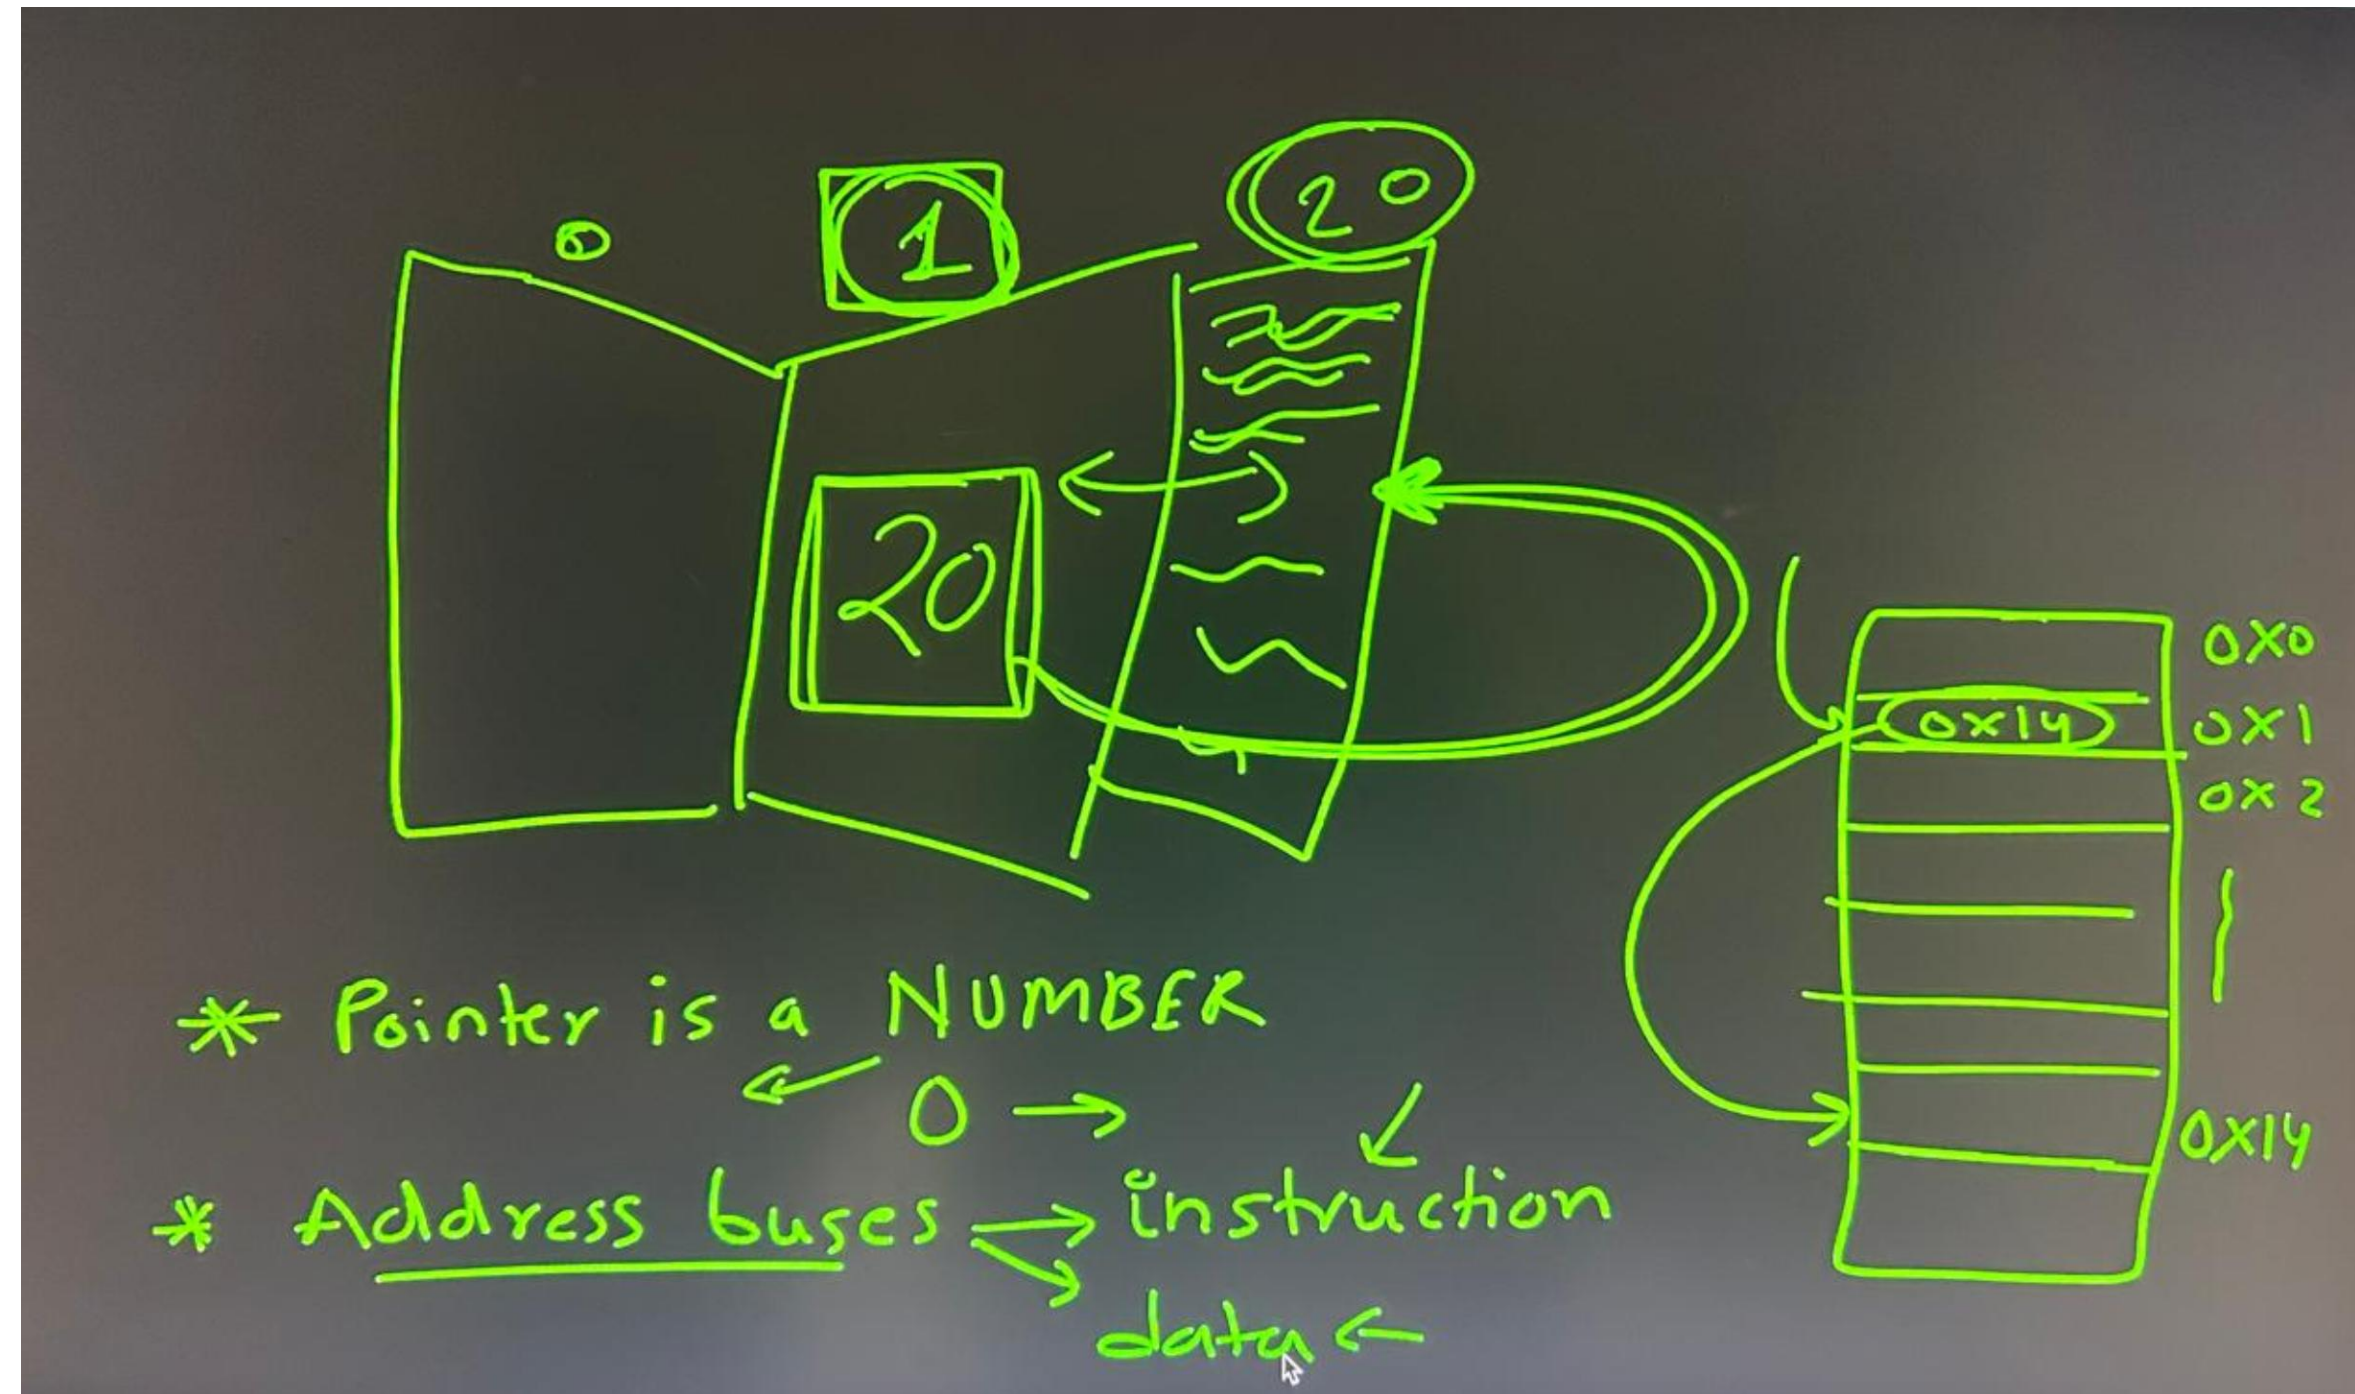 0
1
20
20
0x0
0x14
0x1
0x2
0x14
* Pointer is a NUMBER
0
* Address buses → instruction
data